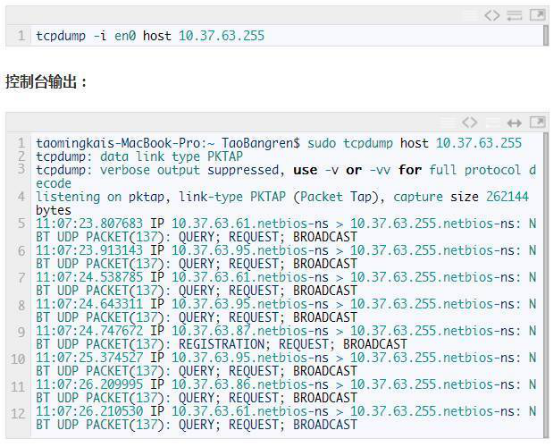 1 tcpdump -i en0 host 10.37.63.255
控制台输出：
1 taomingkais-MacBook-Pro:~ TaoBangren$ sudo tcpdump host 10.37.63.255
2 tcpdump: data link type PKTAP
3 tcpdump: verbose output suppressed, use -v or -vv for full protocol d
ecode
4 listening on pktap, link-type PKTAP (Packet Tap), capture size 262144
bytes
5 11:07:23.807683 IP 10.37.63.61.netbios-ns > 10.37.63.255.netbios-ns: N
BT UDP PACKET(137): QUERY; REQUEST; BROADCAST
6 11:07:23.913143 IP 10.37.63.95.netbios-ns > 10.37.63.255.netbios-ns: N
BT UDP PACKET(137): QUERY; REQUEST; BROADCAST
7 11:07:24.538785 IP 10.37.63.61.netbios-ns > 10.37.63.255.netbios-ns: N
BT UDP PACKET(137): QUERY; REQUEST; BROADCAST
8 11:07:24.643311 IP 10.37.63.95.netbios-ns > 10.37.63.255.netbios-ns: N
BT UDP PACKET(137): QUERY; REQUEST; BROADCAST
9 11:07:24.747672 IP 10.37.63.87.netbios-ns > 10.37.63.255.netbios-ns: N
BT UDP PACKET(137): REGISTRATION; REQUEST; BROADCAST
10 11:07:25.374527 IP 10.37.63.95.netbios-ns > 10.37.63.255.netbios-ns: N
BT UDP PACKET(137): QUERY; REQUEST; BROADCAST
11 11:07:26.209995 IP 10.37.63.86.netbios-ns > 10.37.63.255.netbios-ns: N
BT UDP PACKET(137): QUERY; REQUEST; BROADCAST
12 11:07:26.210530 IP 10.37.63.61.netbios-ns > 10.37.63.255.netbios-ns: N
BT UDP PACKET(137): QUERY; REQUEST; BROADCAST